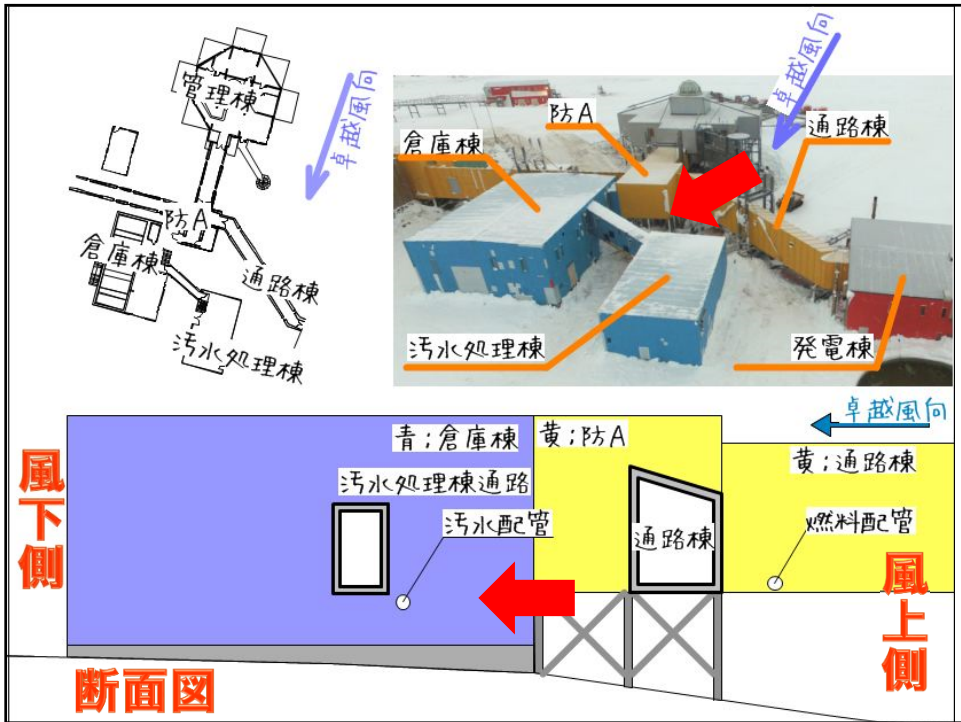 管理棟
卓越風向
防A
倉庫棟
通路棟
汚水処理棟
卓越風向
防A
通路棟
倉庫棟
汚水処理棟
発電棟
卓越風向
青;倉庫棟
黄;防A
黄;通路棟
汚水処理棟通路
汚水配管
通路棟
燃料配管
風下側
風上側
断面図